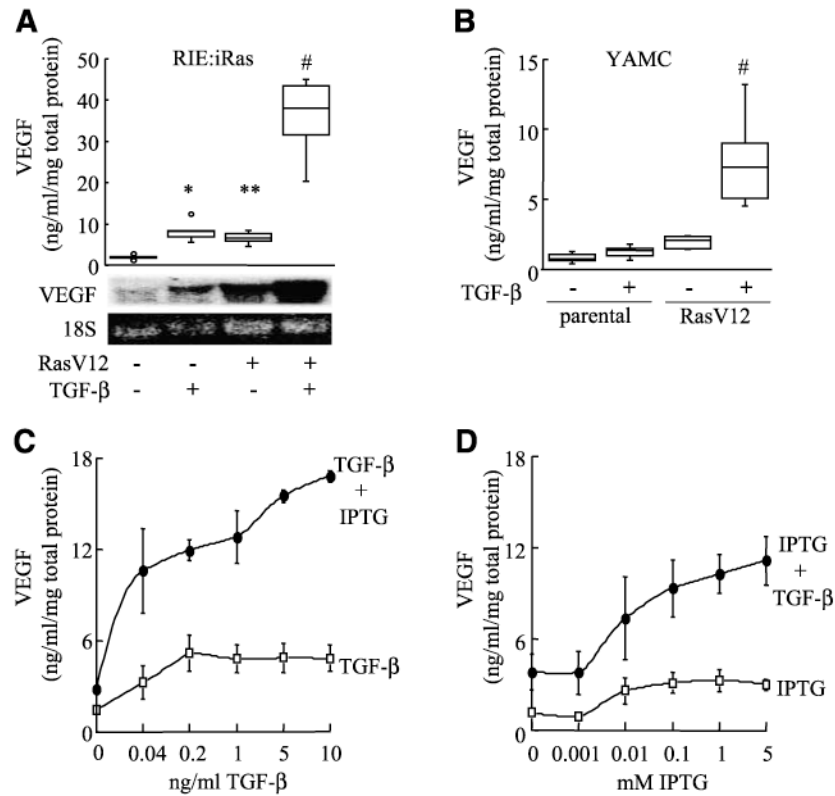 A
RIE:iRas
VEGF
(ng/ml/mg total protein)
50
40
30
20
10
0
#
*
**
VEGF
18S
RasV12 - - + +
TGF-β - + - +
B
YAMC
VEGF
(ng/ml/mg total protein)
15
10
5
0
#
TGF-β - + - +
parental RasV12
C
VEGF
(ng/ml/mg total protein)
18
12
6
0
TGF-β
+
IPTG
TGF-β
0 0.04 0.2 1 5 10
ng/ml TGF-β
D
VEGF
(ng/ml/mg total protein)
18
12
6
0
IPTG
+
TGF-β
IPTG
0 0.001 0.01 0.1 1 5
mM IPTG